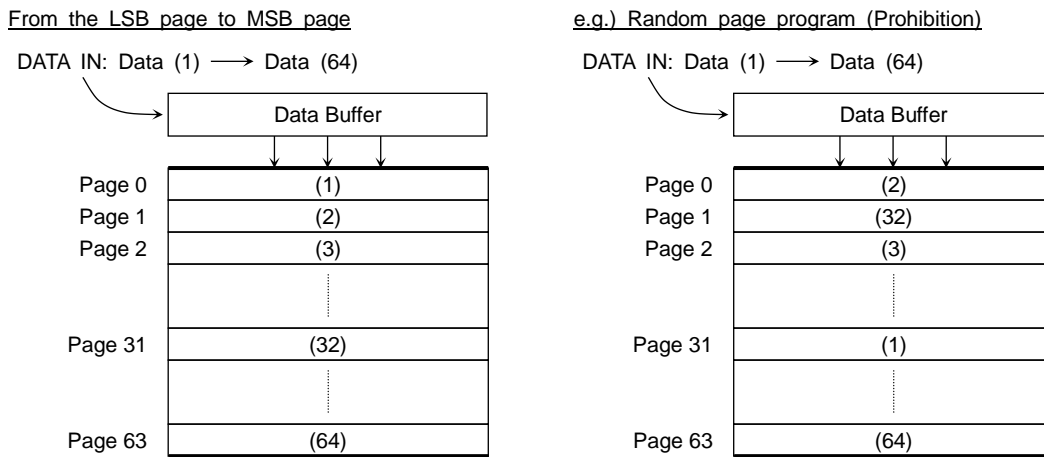 From the LSB page to MSB page
DATA IN: Data (1) → Data (64)
Data Buffer
Page 0 (1)
Page 1 (2)
Page 2 (3)
Page 31 (32)
Page 63 (64)
e.g.) Random page program (Prohibition)
DATA IN: Data (1) → Data (64)
Data Buffer
Page 0 (2)
Page 1 (32)
Page 2 (3)
Page 31 (1)
Page 63 (64)